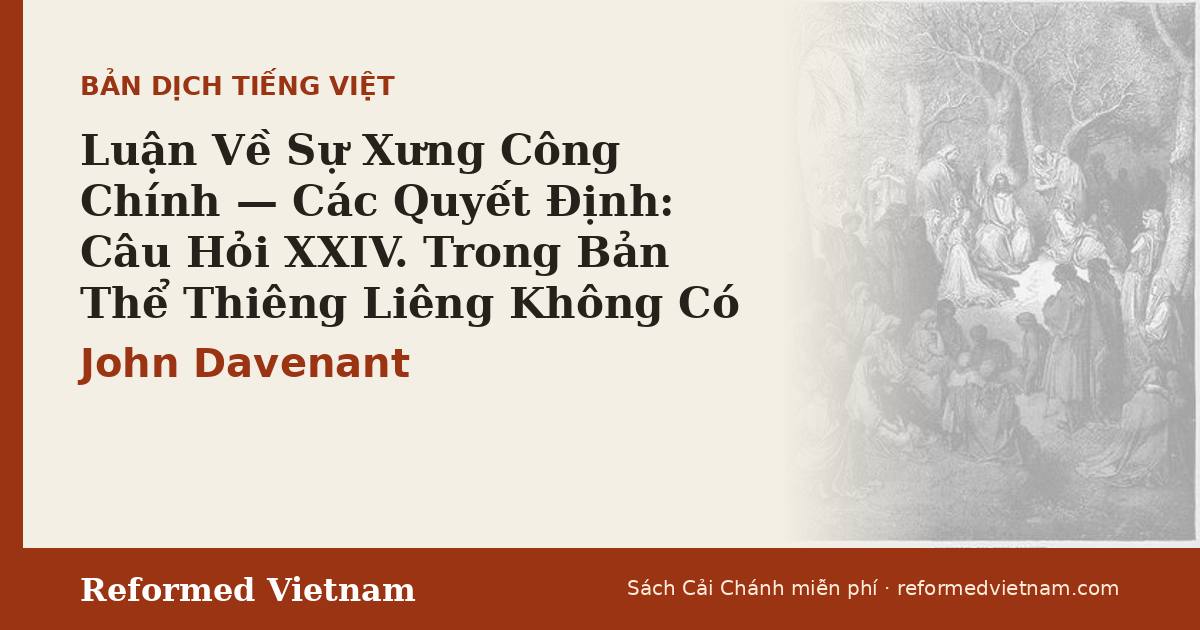 BẢN DỊCH TIẾNG VIỆT
Luận Về Sự Xưng Công
Chính — Các Quyết Định:
Câu Hỏi XXIV. Trong Bản
Thể Thiêng Liêng Không Có
John Davenant
Reformed Vietnam
Sách Cải Chánh miễn phí · reformedvietnam.com